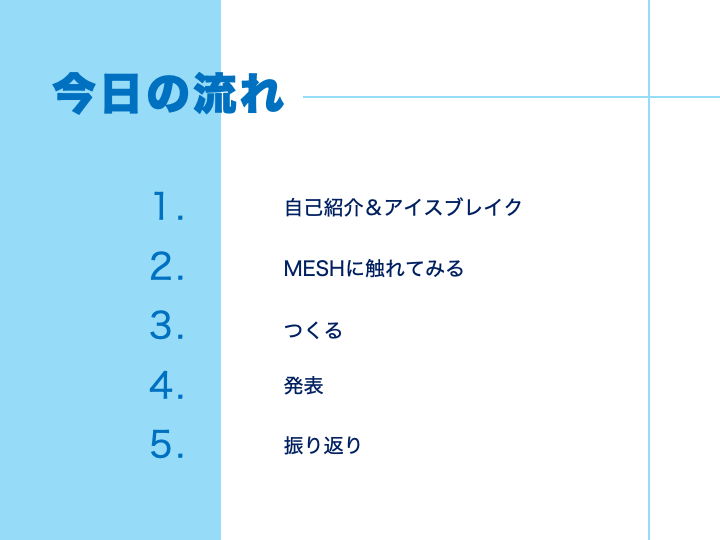 今日の流れ
1. 自己紹介＆アイスブレイク
2. MESHに触れてみる
3. つくる
4. 発表
5. 振り返り